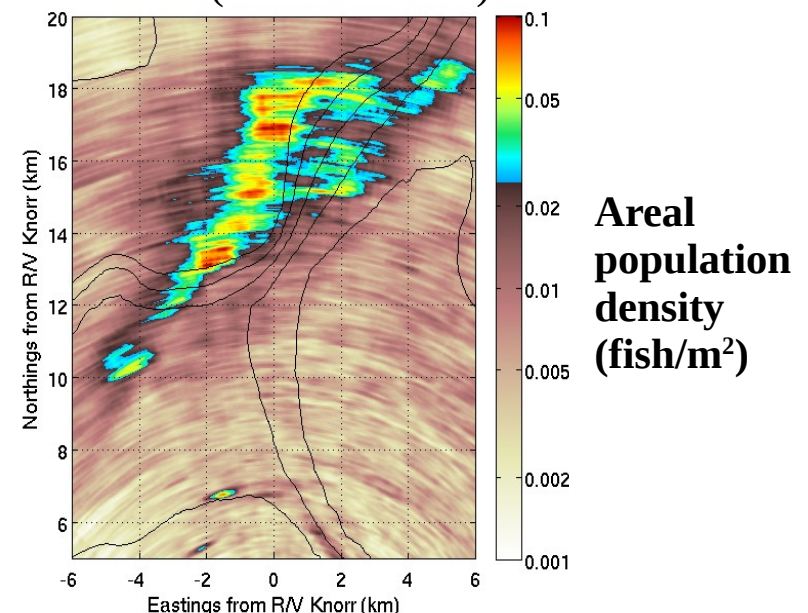 20
18
16
14
12
10
8
6
Northings from R/V Knorr (km)
-6 -4 -2 0 2 4 6
Eastings from R/V Knorr (km)
0.1
0.05
0.02
0.01
0.005
0.002
0.001
Areal
population
density
(fish/m²)